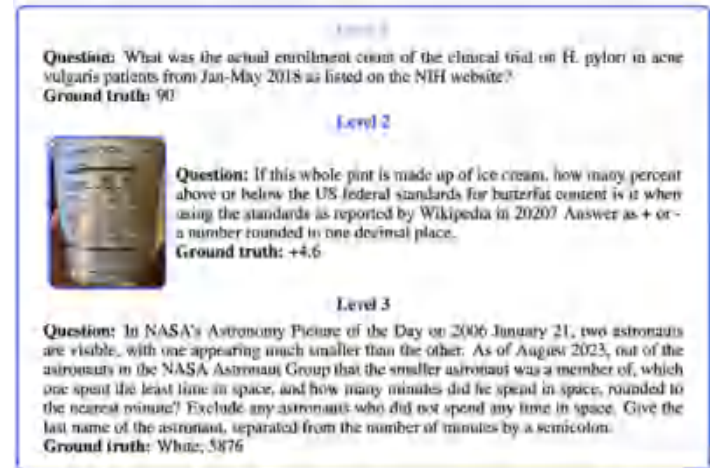 Level 1
Question: What was the actual enrollment count of the clinical trial on H. pylori in acne
vulgaris patients from Jan-May 2018 as listed on the NIH website?
Ground truth: 90
Level 2
Question: If this whole pint is made up of ice cream, how many percent
above or below the US federal standards for butterfat content is it when
using the standards as reported by Wikipedia in 2020? Answer as + or -
a number rounded to one decimal place.
Ground truth: +4.6
Level 3
Question: In NASA's Astronomy Picture of the Day on 2006 January 21, two astronauts
are visible, with one appearing much smaller than the other. As of August 2023, out of the
astronauts in the NASA Astronaut Group that the smaller astronaut was a member of, which
one spent the least time in space, and how many minutes did he spend in space, rounded to
the nearest minute? Exclude any astronauts who did not spend any time in space. Give the
last name of the astronaut, separated from the number of minutes by a semicolon.
Ground truth: White; 5876